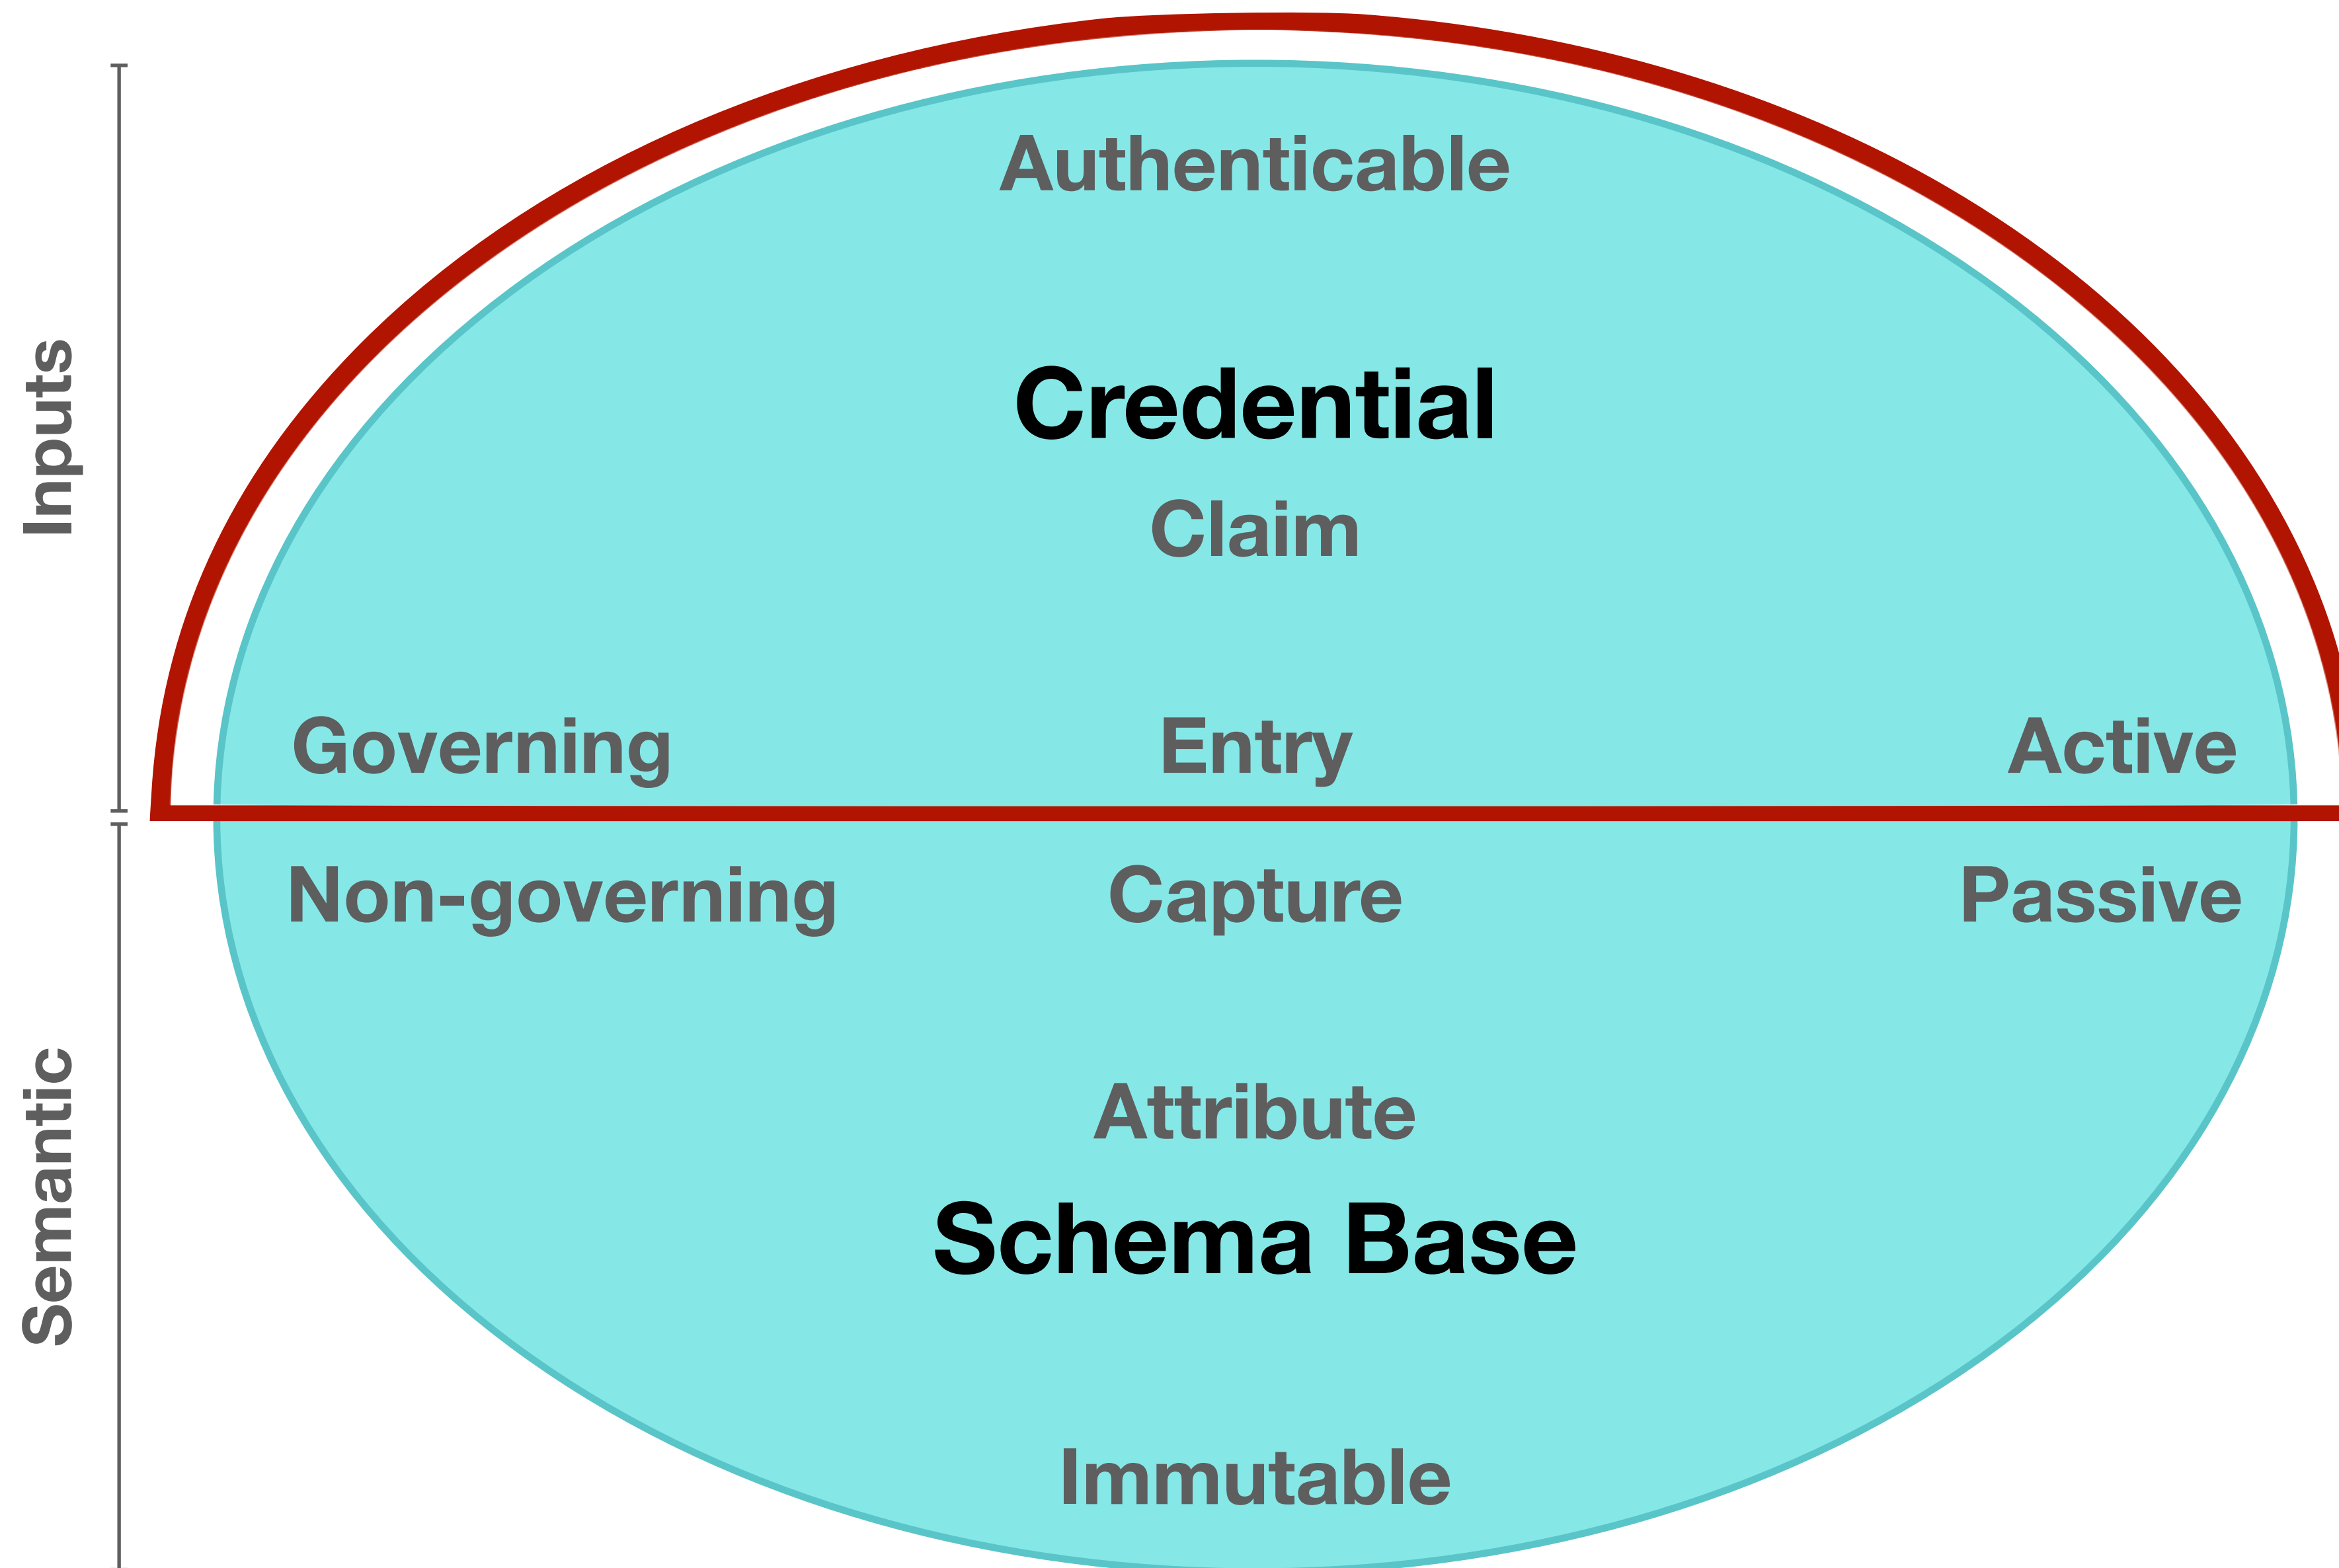 Inputs
Authenticable
Credential
Claim
Governing Entry Active
Semantic
Non-governing Capture Passive
Attribute
Schema Base
Immutable